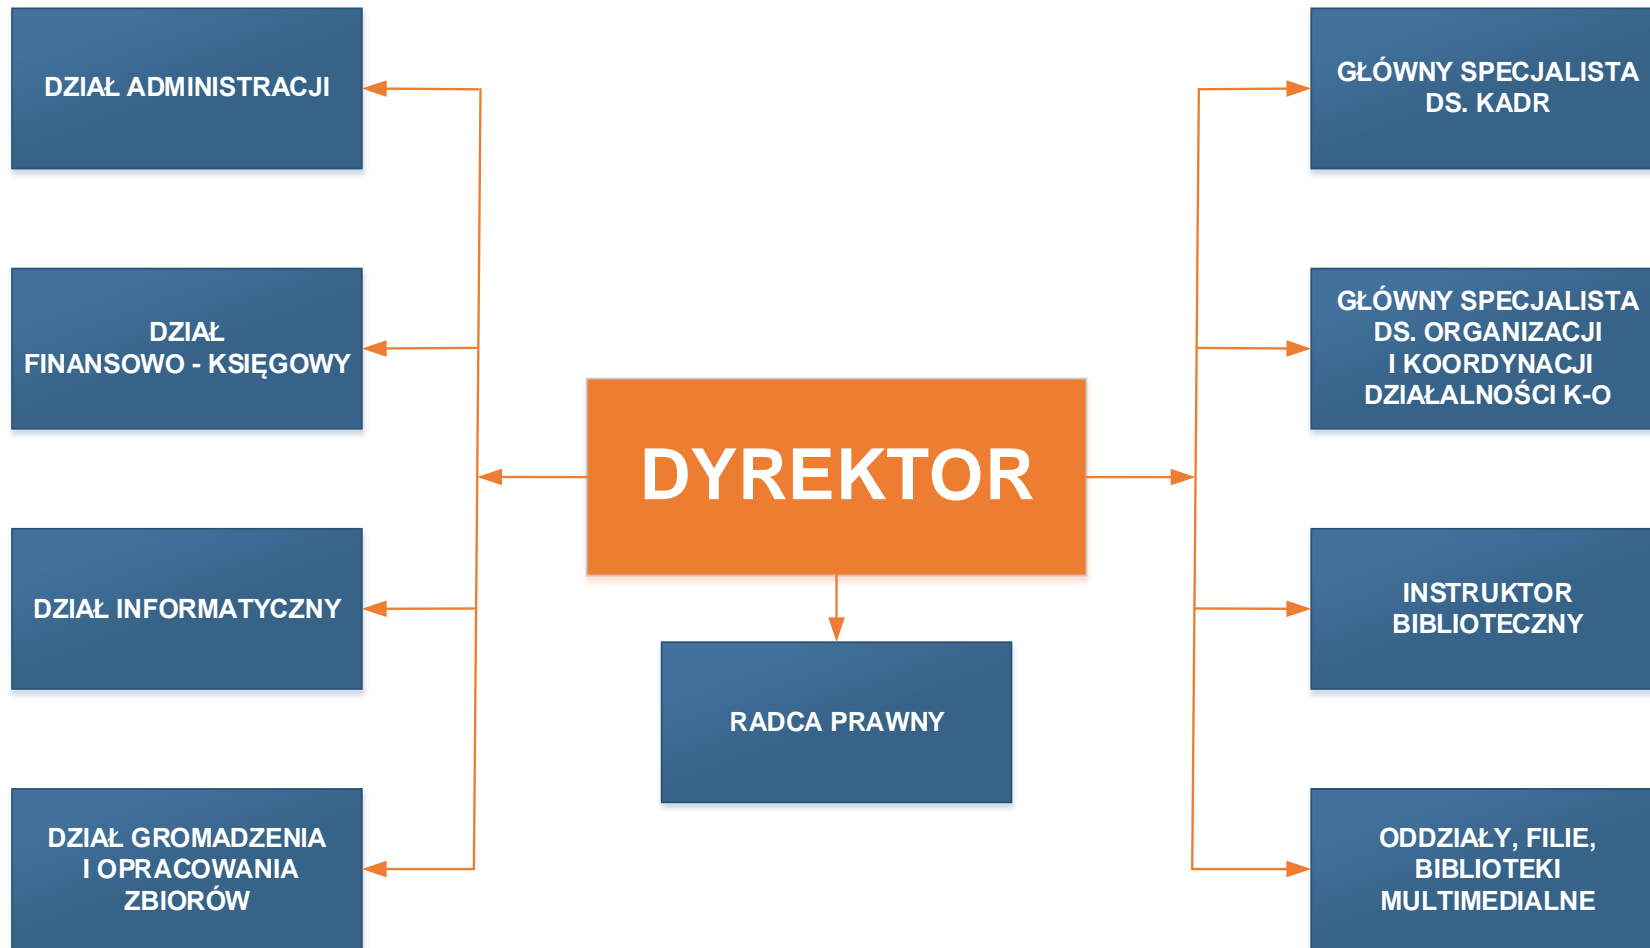 DZIAŁ ADMINISTRACJI
DZIAŁ
FINANSOWO - KSIĘGOWY
DZIAŁ INFORMATYCZNY
DZIAŁ GROMADZENIA
I OPRACOWANIA
ZBIORÓW
DYREKTOR
RADCA PRAWNY
GŁÓWNY SPECJALISTA
DS. KADR
GŁÓWNY SPECJALISTA
DS. ORGANIZACJI
I KOORDYNACJI
DZIAŁALNOŚCI K-O
INSTRUKTOR
BIBLIOTECZNY
ODDZIAŁY, FILIE,
BIBLIOTEKI
MULTIMEDIALNE